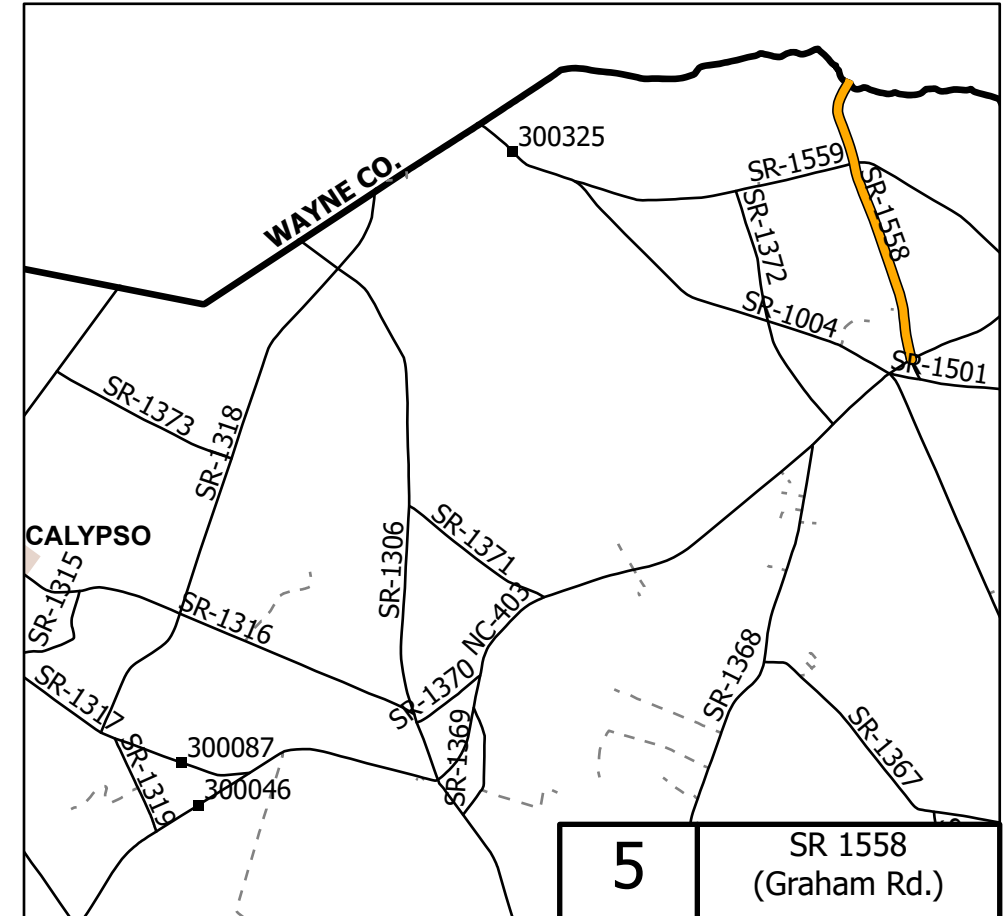 300325
WAYNE CO.
SR-1559
SR-1558
SR-1372
SR-1004
SR-1501
SR-1373
SR-1318
CALYPSO
SR-1315
SR-1306
SR-1371
NC-403
SR-1316
SR-1370
SR-1368
SR-1317
SR-1369
SR-1367
300087
SR-1319
300046
5
SR 1558
(Graham Rd.)